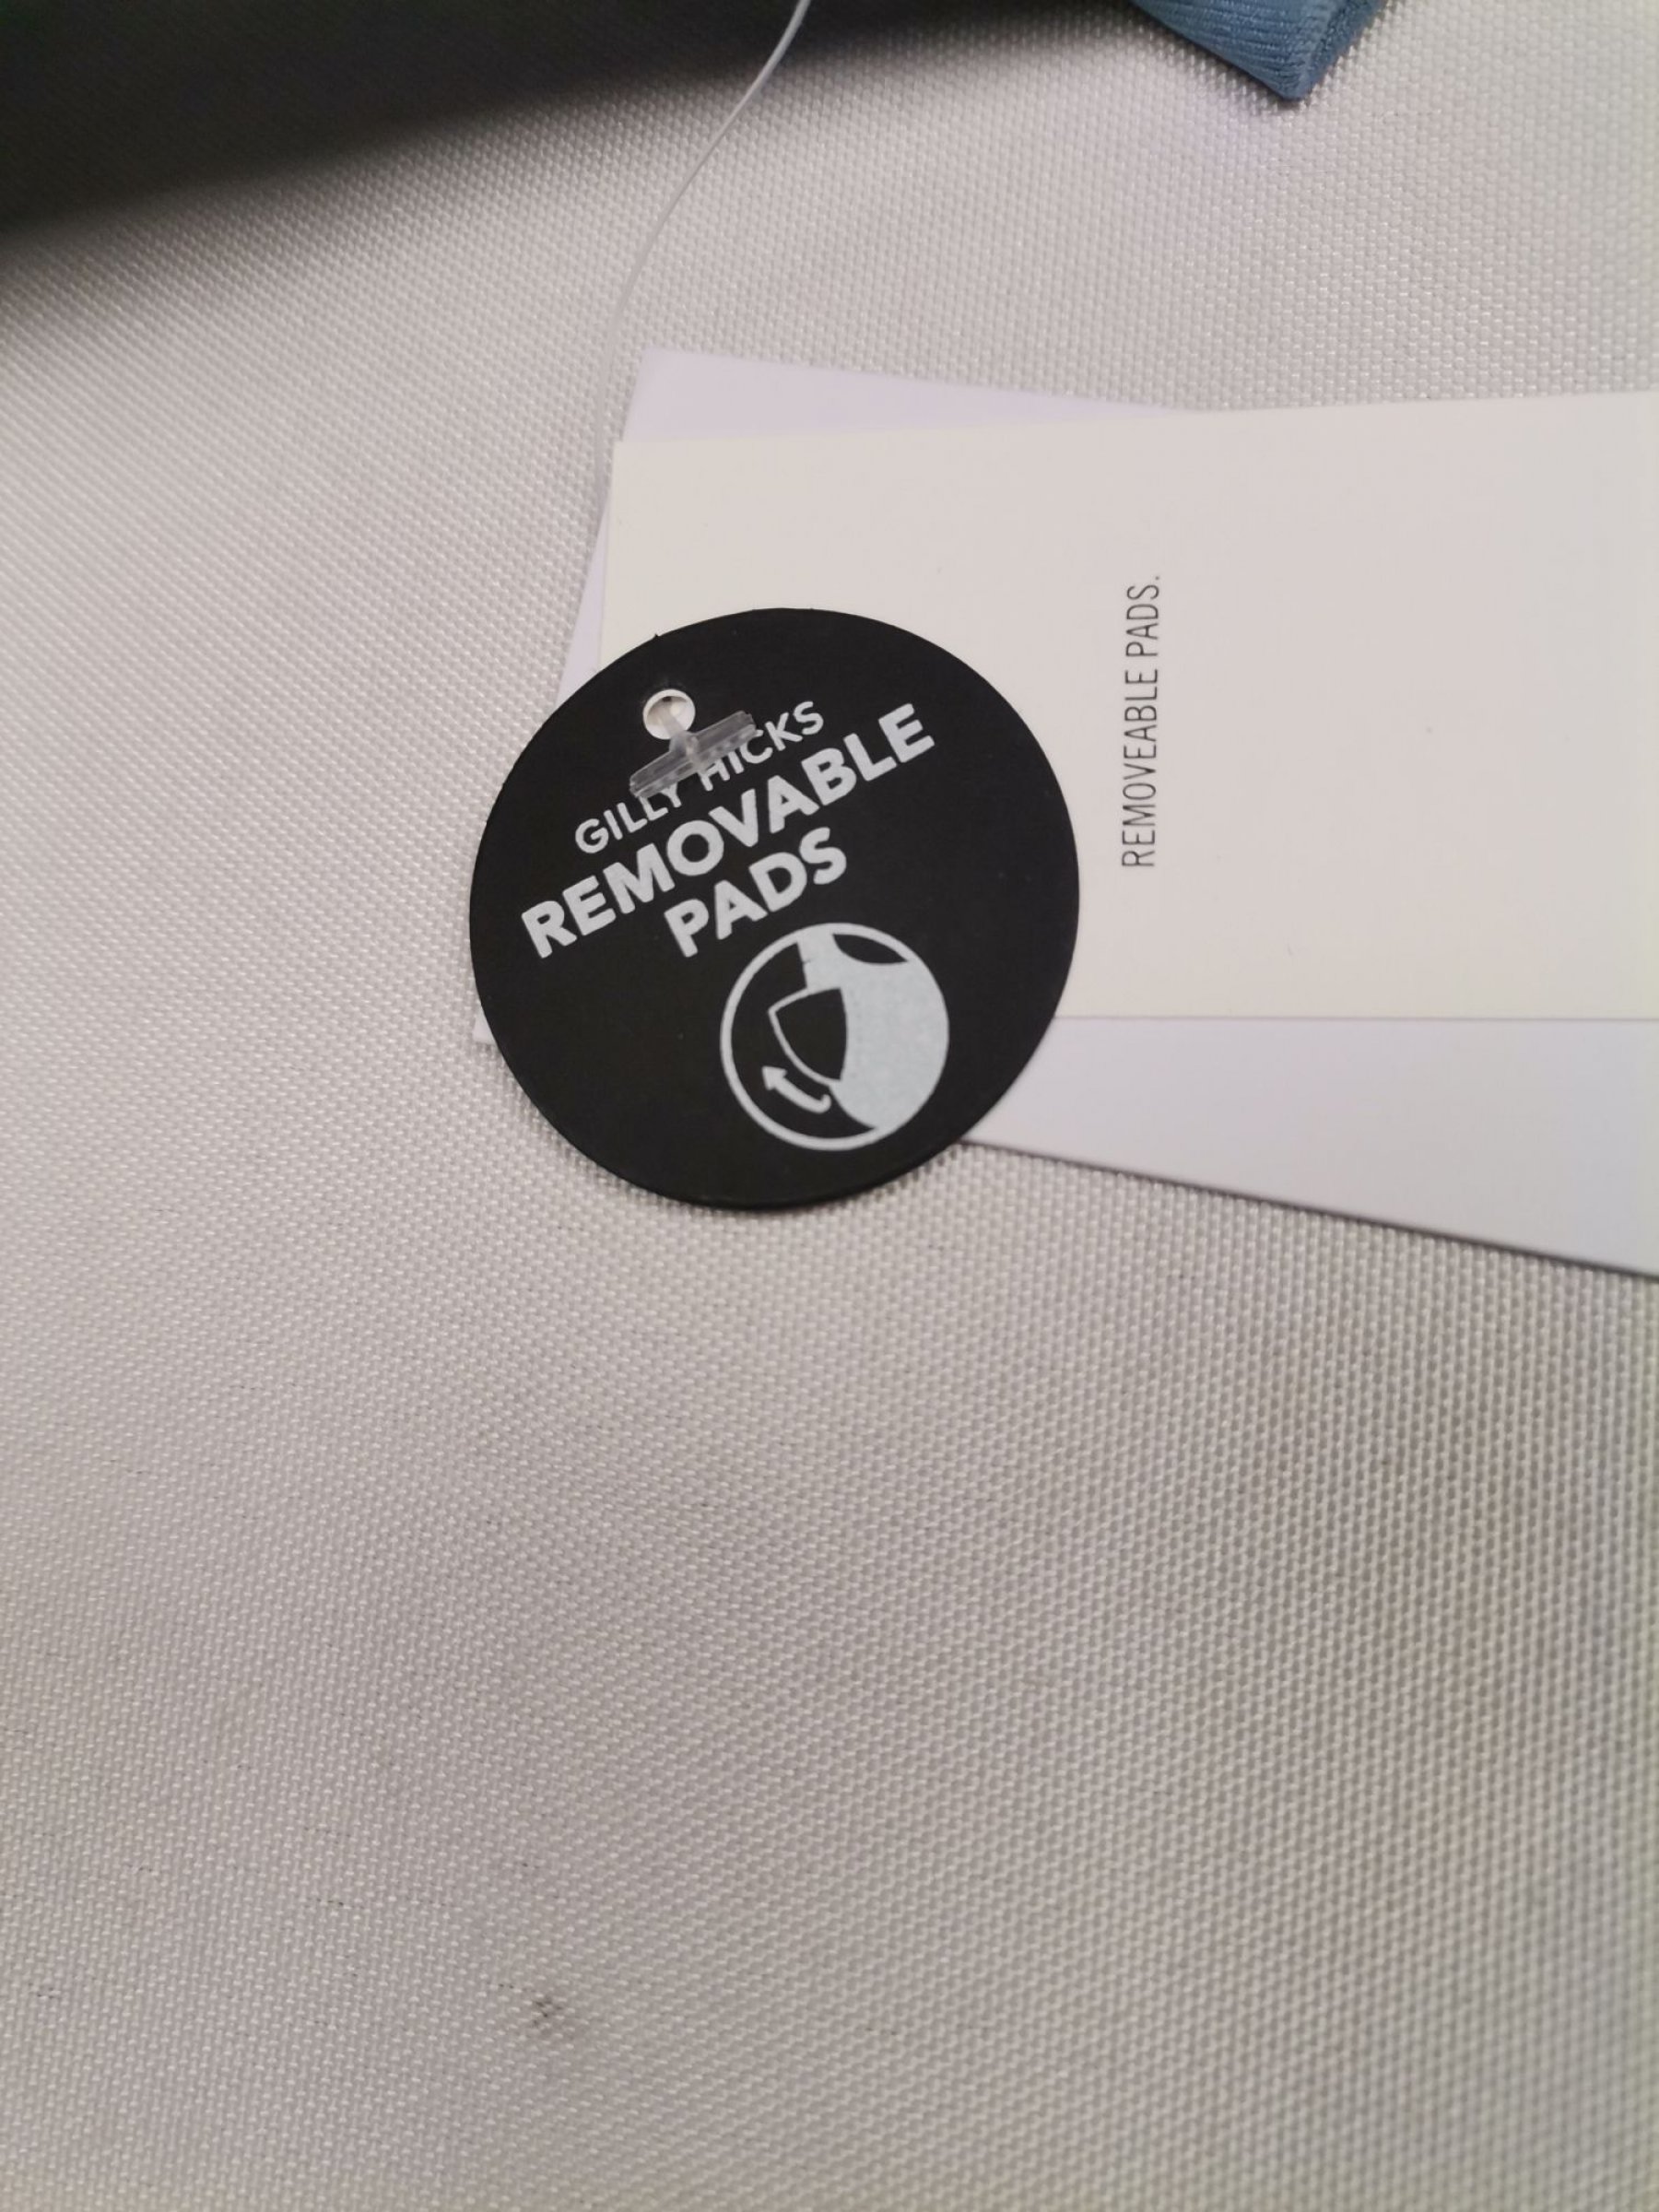 GILLY HICKS
REMOVABLE
PADS
REMOVEABLE PADS.